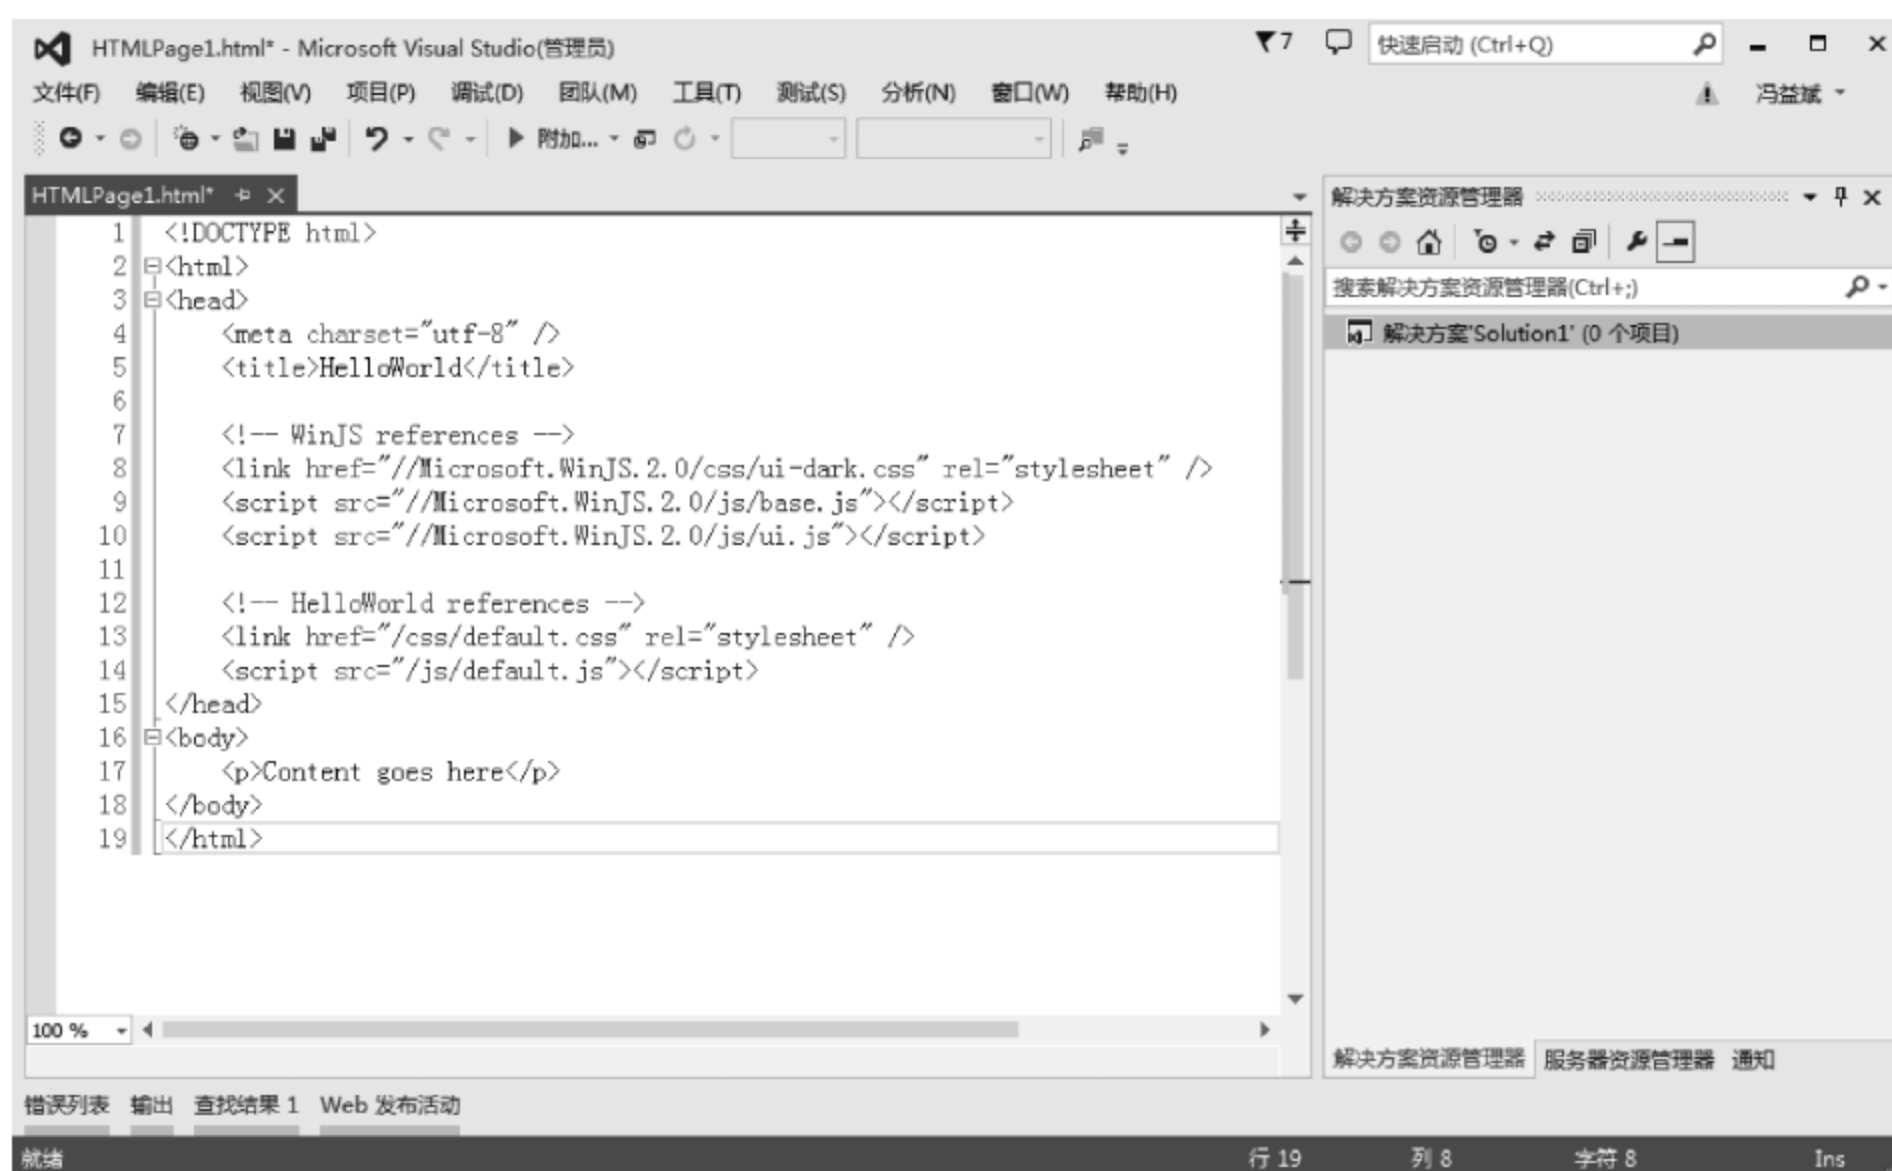 HTMLPage1.html* - Microsoft Visual Studio(管理员)
7
快速启动 (Ctrl+Q)
文件(F) 编辑(E) 视图(V) 项目(P) 调试(D) 团队(M) 工具(T) 测试(S) 分析(N) 窗口(W) 帮助(H)
冯益斌
附加...
HTMLPage1.html*
1 <!DOCTYPE html>
2 <html>
3 <head>
4 <meta charset="utf-8" />
5 <title>HelloWorld</title>
6
7 <!-- WinJS references -->
8 <link href="//Microsoft.WinJS.2.0/css/ui-dark.css" rel="stylesheet" />
9 <script src="//Microsoft.WinJS.2.0/js/base.js"></script>
10 <script src="//Microsoft.WinJS.2.0/js/ui.js"></script>
11
12 <!-- HelloWorld references -->
13 <link href="/css/default.css" rel="stylesheet" />
14 <script src="/js/default.js"></script>
15 </head>
16 <body>
17 <p>Content goes here</p>
18 </body>
19 </html>
100 %
解决方案资源管理器
搜索解决方案资源管理器(Ctrl+;)
解决方案'Solution1' (0 个项目)
解决方案资源管理器 服务器资源管理器 通知
错误列表 输出 查找结果 1 Web 发布活动
就绪 行 19 列 8 字符 8 Ins